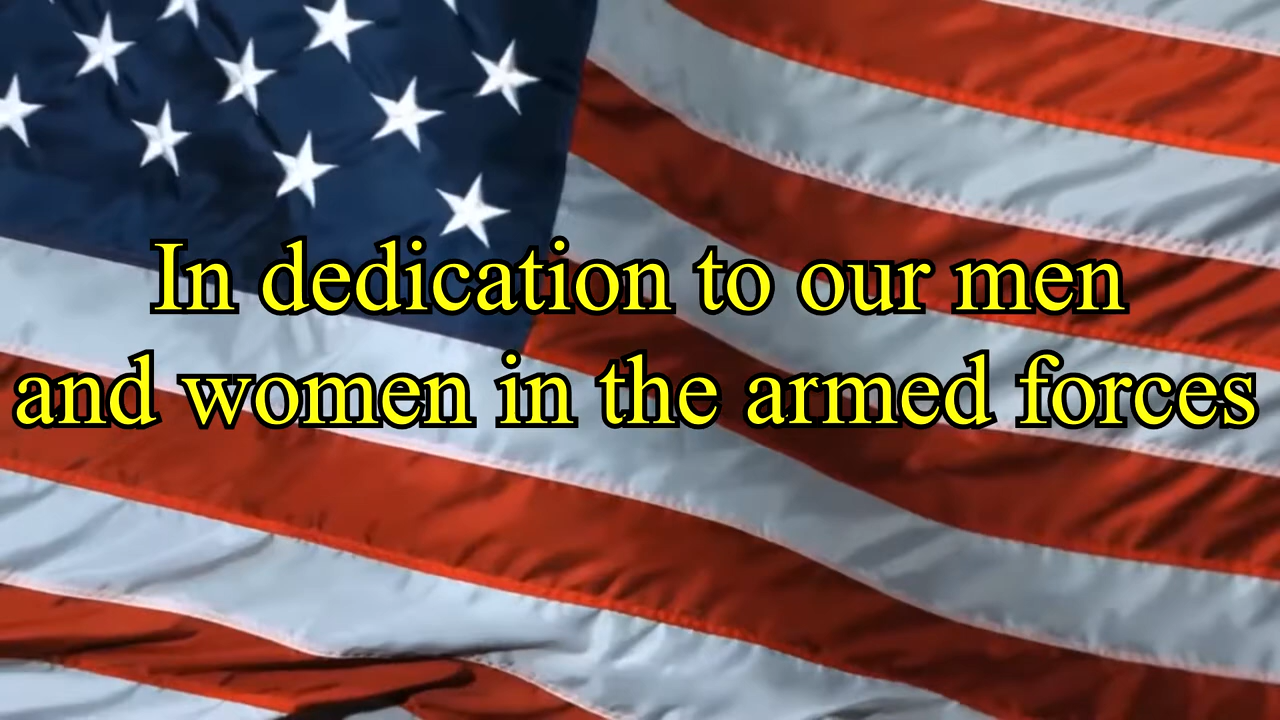 In dedication to our men
and women in the armed forces